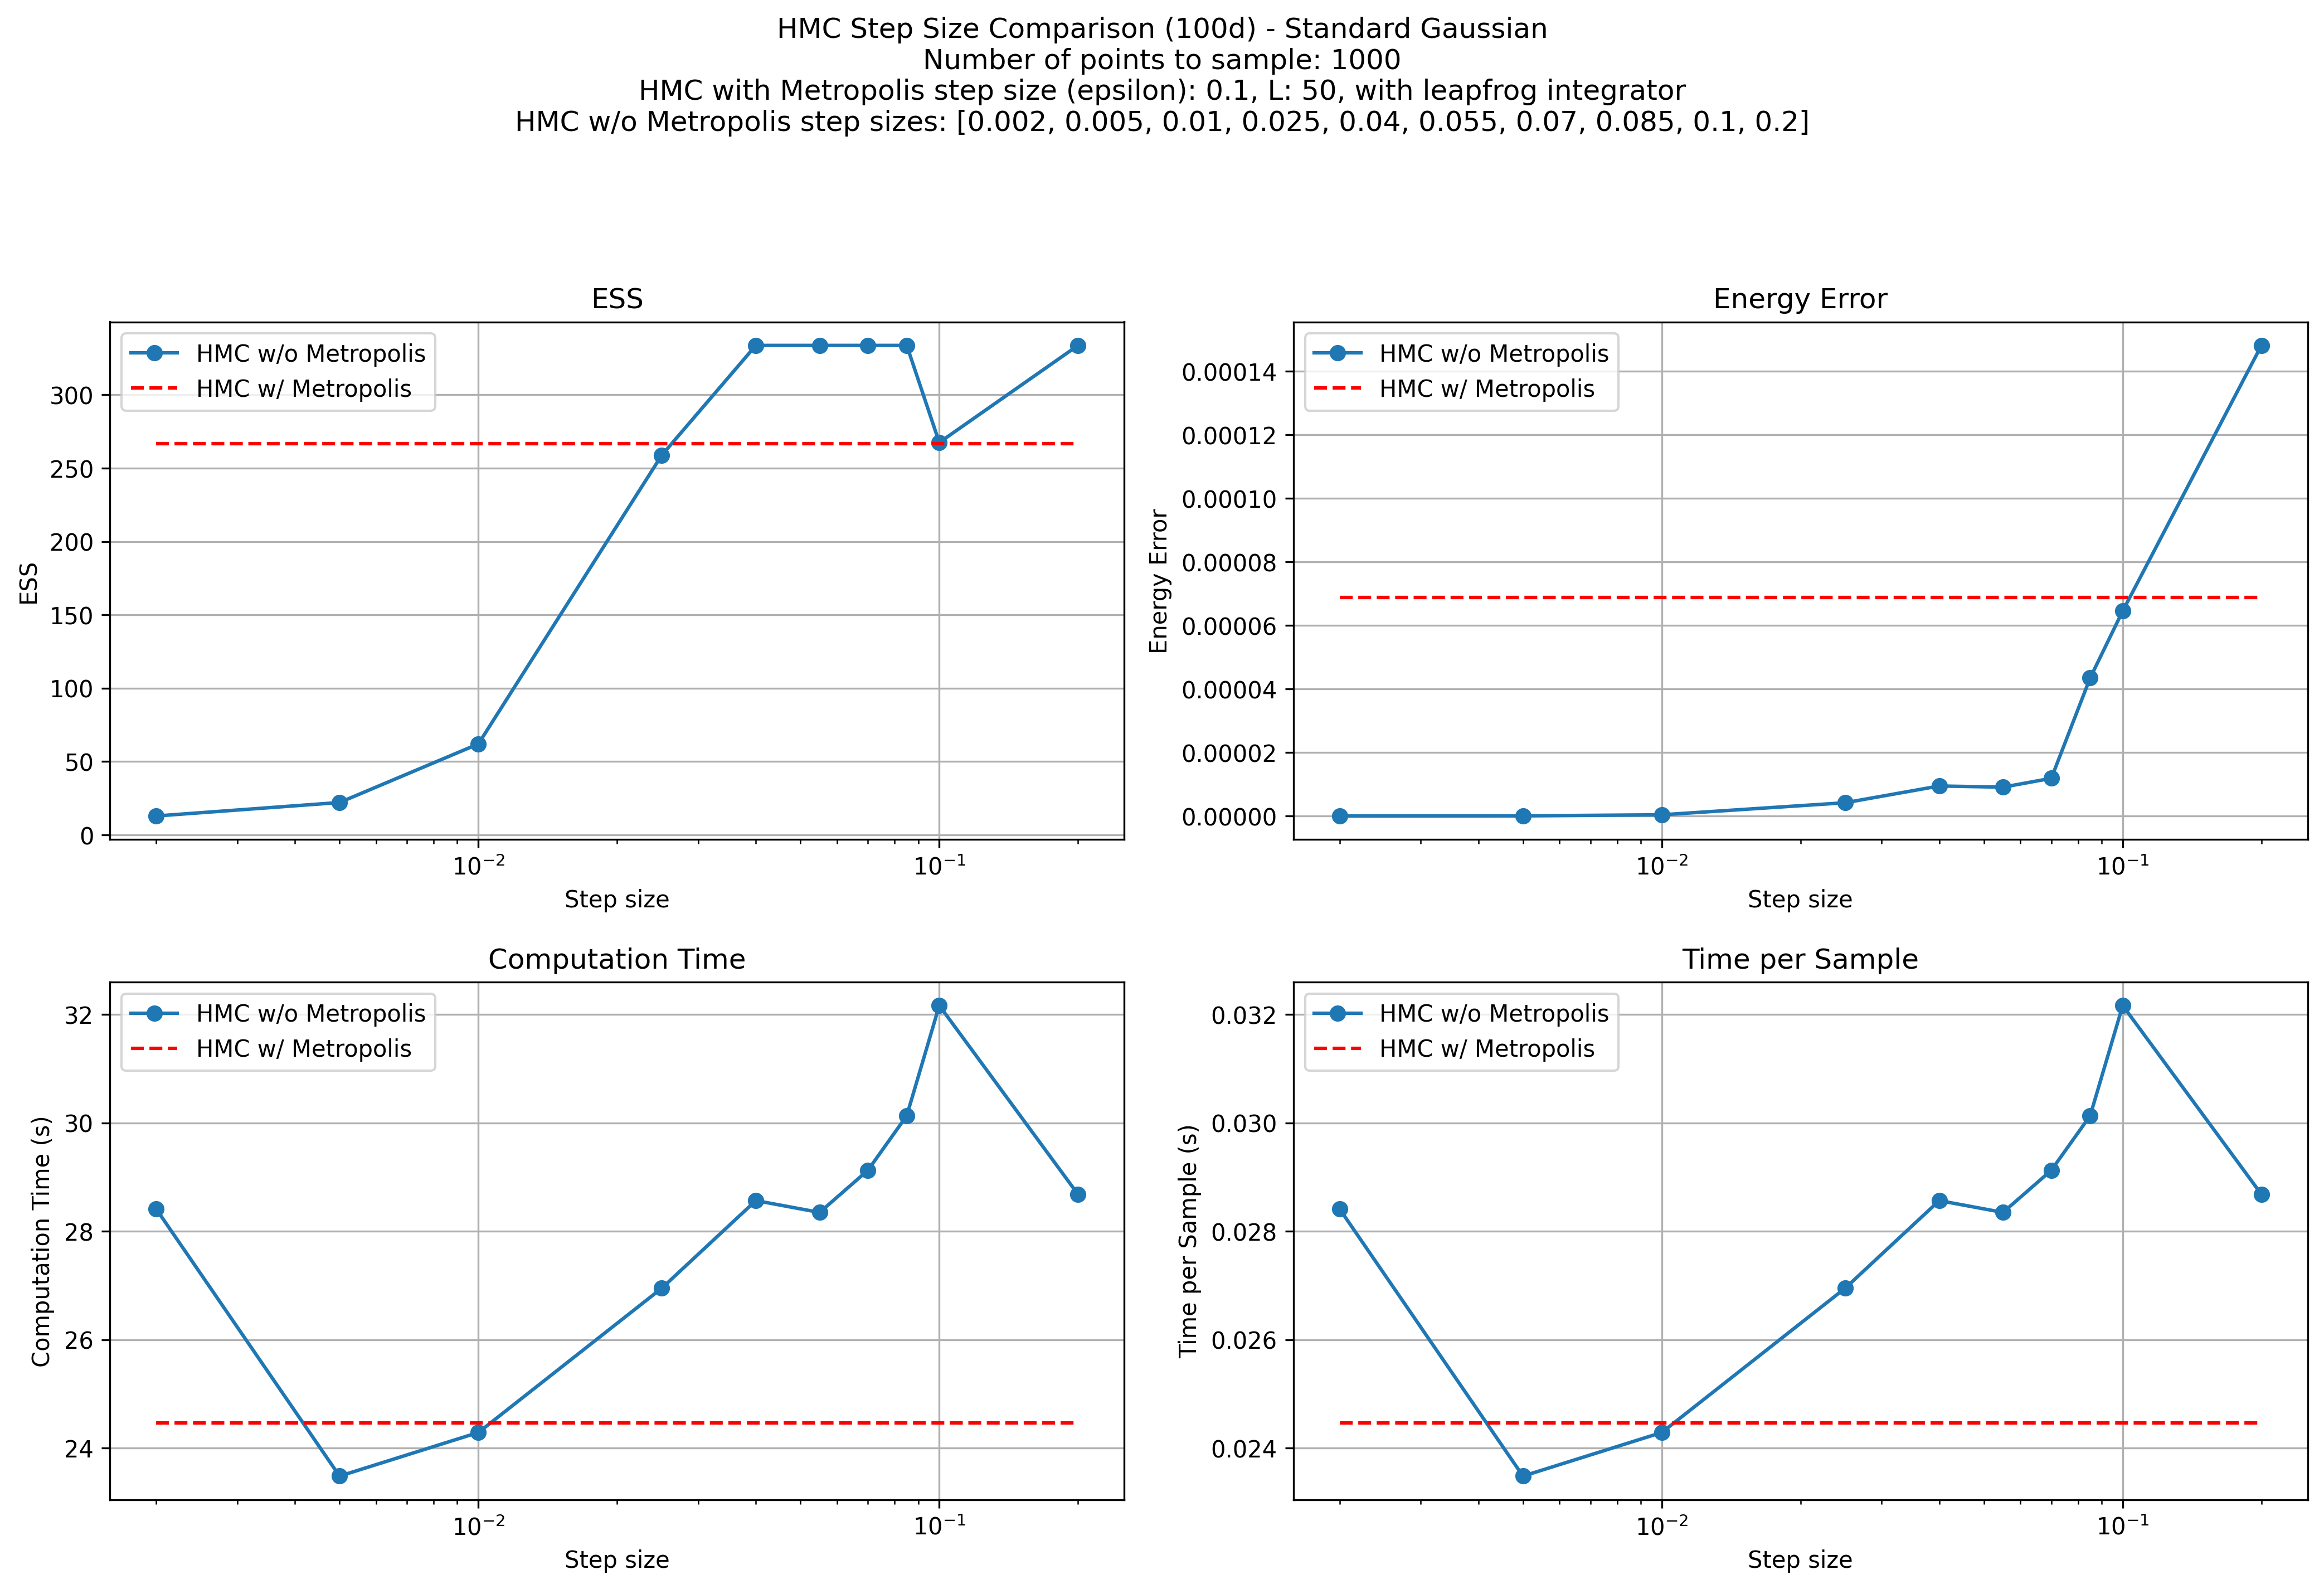 HMC Step Size Comparison (100d) - Standard Gaussian
Number of points to sample: 1000
HMC with Metropolis step size (epsilon): 0.1, L: 50, with leapfrog integrator
HMC w/o Metropolis step sizes: [0.002, 0.005, 0.01, 0.025, 0.04, 0.055, 0.07, 0.085, 0.1, 0.2]
ESS
HMC w/o Metropolis
HMC w/ Metropolis
300
250
200
150
100
50
0
ESS
10⁻²
10⁻¹
Step size
Energy Error
HMC w/o Metropolis
HMC w/ Metropolis
0.00014
0.00012
0.00010
0.00008
0.00006
0.00004
0.00002
0.00000
Energy Error
10⁻²
10⁻¹
Step size
Computation Time
HMC w/o Metropolis
HMC w/ Metropolis
32
30
28
26
24
Computation Time (s)
10⁻²
10⁻¹
Step size
Time per Sample
HMC w/o Metropolis
HMC w/ Metropolis
0.032
0.030
0.028
0.026
0.024
Time per Sample (s)
10⁻²
10⁻¹
Step size